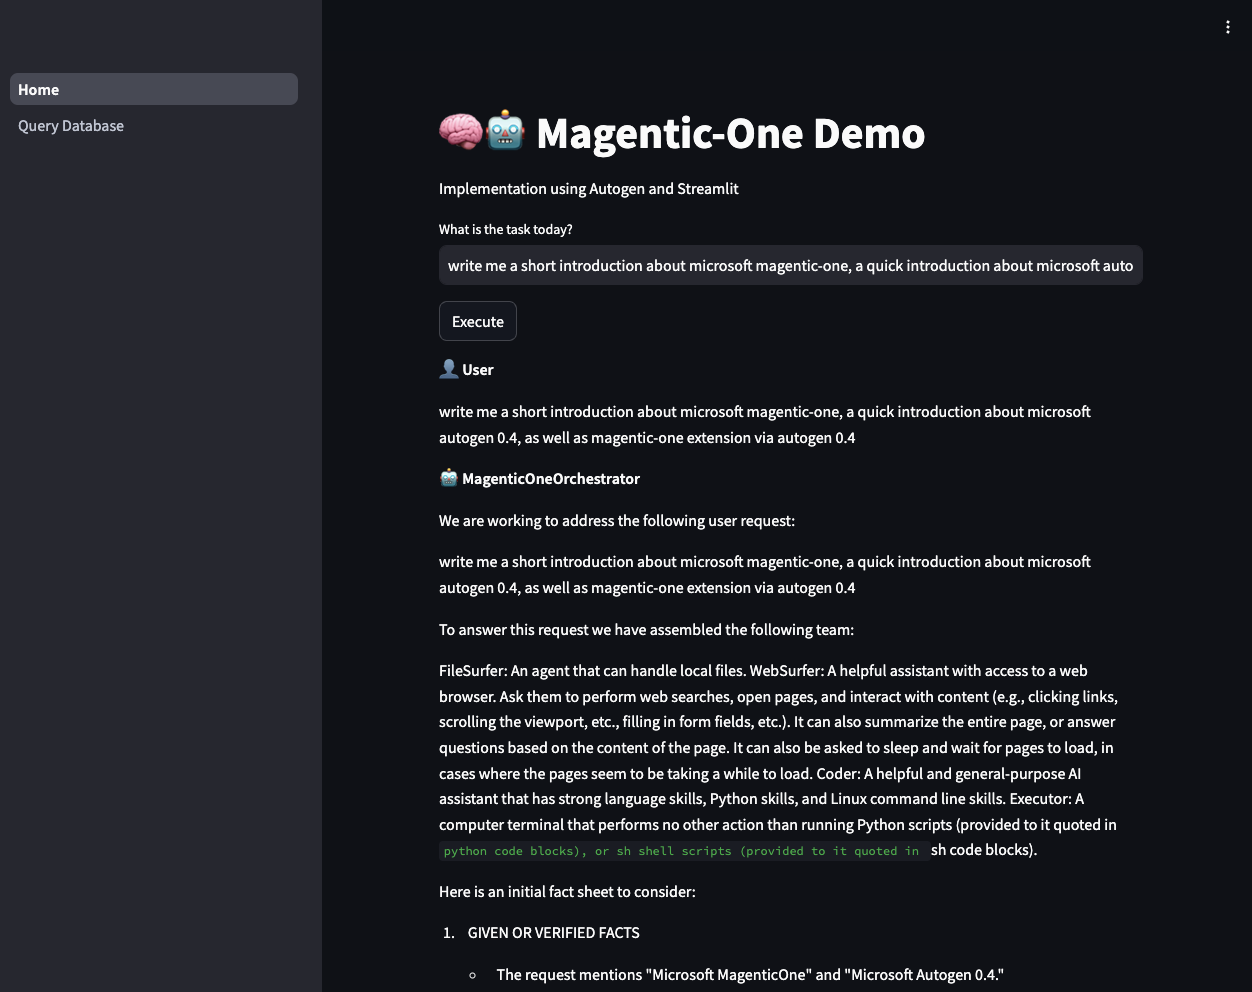 Home
Query Database
Magentic-One Demo
Implementation using Autogen and Streamlit
What is the task today?
write me a short introduction about microsoft magentic-one, a quick introduction about microsoft auto
Execute
User
write me a short introduction about microsoft magentic-one, a quick introduction about microsoft
autogen 0.4, as well as magentic-one extension via autogen 0.4
MagenticOneOrchestrator
We are working to address the following user request:
write me a short introduction about microsoft magentic-one, a quick introduction about microsoft
autogen 0.4, as well as magentic-one extension via autogen 0.4
To answer this request we have assembled the following team:
FileSurfer: An agent that can handle local files. WebSurfer: A helpful assistant with access to a web
browser. Ask them to perform web searches, open pages, and interact with content (e.g., clicking links,
scrolling the viewport, etc., filling in form fields, etc.). It can also summarize the entire page, or answer
questions based on the content of the page. It can also be asked to sleep and wait for pages to load, in
cases where the pages seem to be taking a while to load. Coder: A helpful and general-purpose AI
assistant that has strong language skills, Python skills, and Linux command line skills. Executor: A
computer terminal that performs no other action than running Python scripts (provided to it quoted in
python code blocks), or sh shell scripts (provided to it quoted in sh code blocks).
Here is an initial fact sheet to consider:
1. GIVEN OR VERIFIED FACTS
The request mentions "Microsoft MagenticOne" and "Microsoft Autogen 0.4."